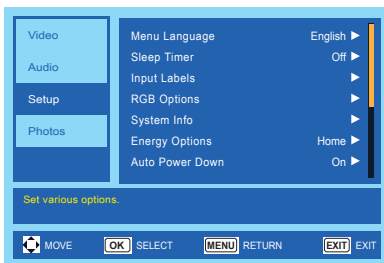 Video
Audio
Setup
Photos
Menu Language English
Sleep Timer Off
Input Labels
RGB Options
System Info
Energy Options Home
Auto Power Down On
Set various options.
MOVE OK SELECT MENU RETURN EXIT EXIT